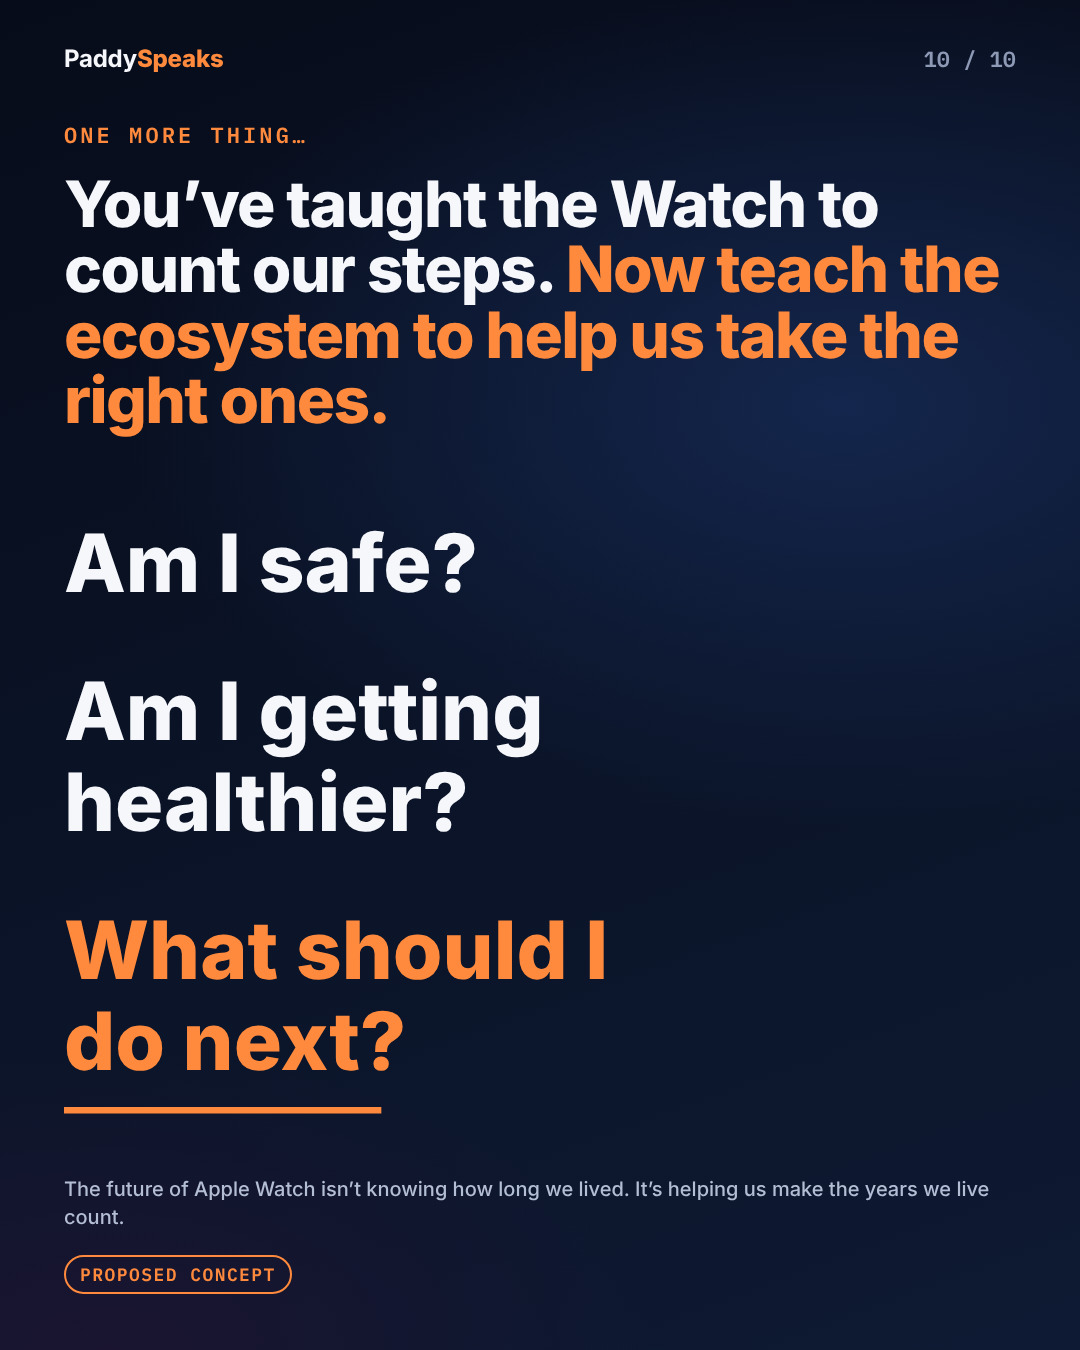 PaddySpeaks
10 / 10
ONE MORE THING…
You’ve taught the Watch to
count our steps. Now teach the
ecosystem to help us take the
right ones.
Am I safe?
Am I getting
healthier?
What should I
do next?
The future of Apple Watch isn’t knowing how long we lived. It’s helping us make the years we live
count.
PROPOSED CONCEPT